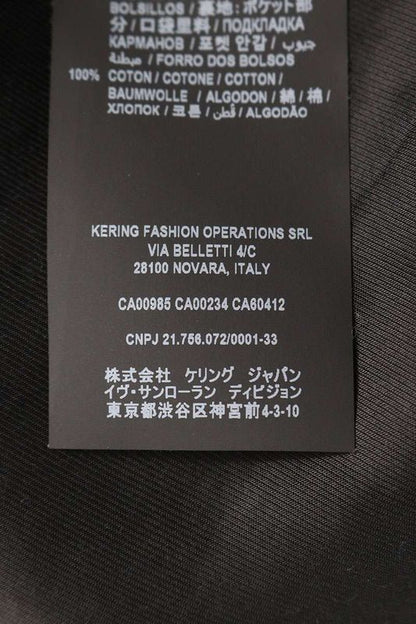 BOLSILLOS / 裏地: ポケット部
分 / 口袋里料 / ПОДКЛАДКА
КАРМАНОВ / 포켓 안감 / جيوب
مبطنة / FORRO DOS BOLSOS
100% COTON / COTONE / COTTON /
BAUMWOLLE / ALGODON / 綿 / 棉 /
ХЛОПОК / 코튼 / قطن / ALGODÃO
KERING FASHION OPERATIONS SRL
VIA BELLETTI 4/C
28100 NOVARA, ITALY
CA00985 CA00234 CA60412
CNPJ 21.756.072/0001-33
株式会社 ケリング ジャパン
イヴ・サンローラン ディビジョン
東京都渋谷区神宮前4-3-10